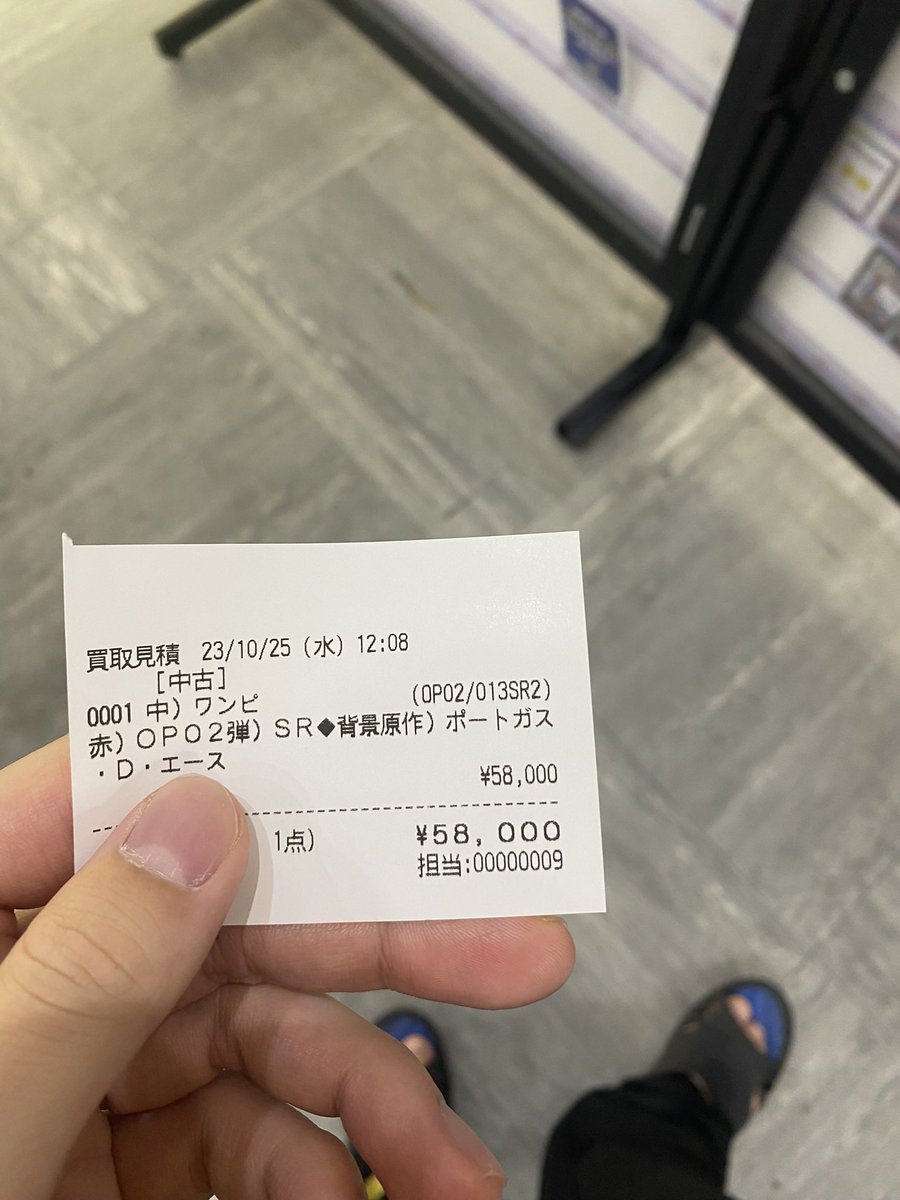 買取見積 23/10/25（水）12:08
［中古］
0001 中）ワンピ (OP02/013SR2)
赤）ＯＰ０２弾）ＳＲ◆背景原作）ポートガス
・Ｄ・エース
¥58,000
1点） ¥58,000
担当:00000009